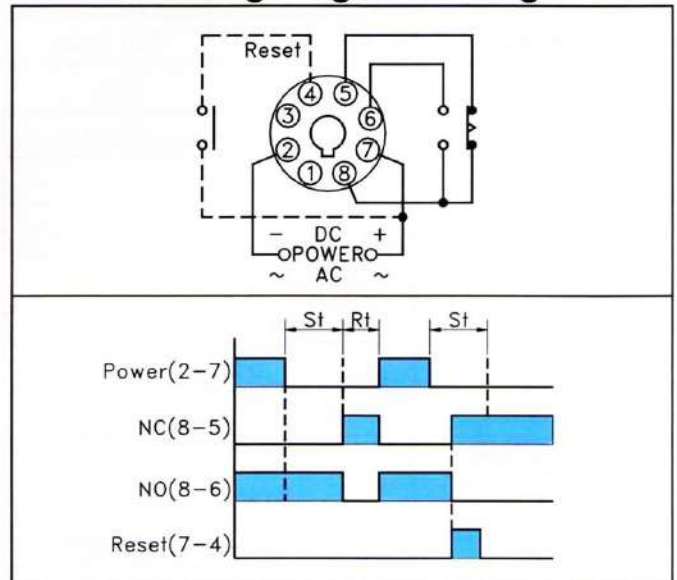 Reset
④ ⑤
③ ⑥
② ⑦
① ⑧
− DC +
POWER
~ AC ~
St Rt St
Power(2-7)
NC(8-5)
NO(8-6)
Reset(7-4)